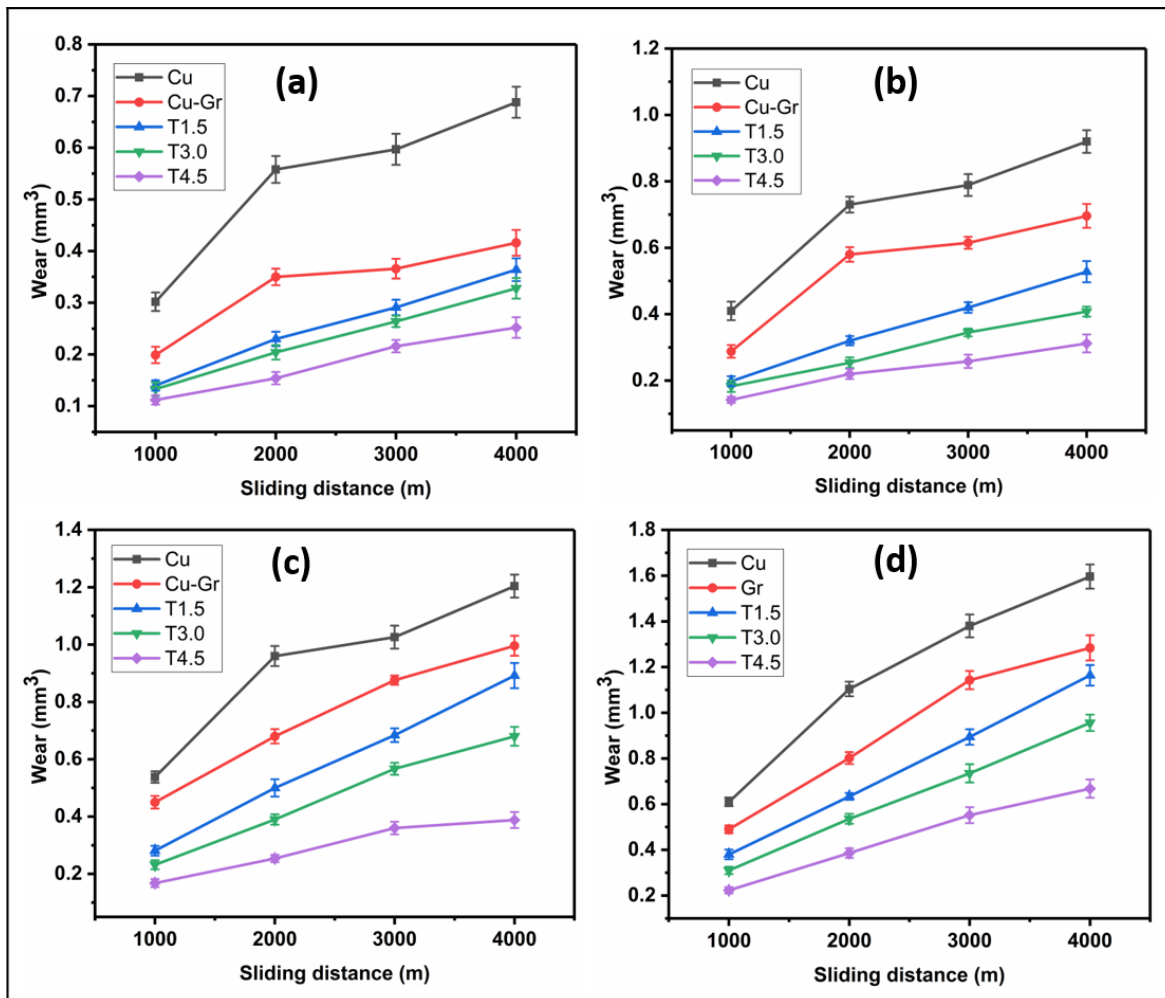 (a)
Cu
Cu-Gr
T1.5
T3.0
T4.5
0.8
0.7
0.6
0.5
0.4
0.3
0.2
0.1
Wear (mm³)
1000 2000 3000 4000
Sliding distance (m)
(b)
Cu
Cu-Gr
T1.5
T3.0
T4.5
1.2
1.0
0.8
0.6
0.4
0.2
Wear (mm³)
1000 2000 3000 4000
Sliding distance (m)
(c)
Cu
Cu-Gr
T1.5
T3.0
T4.5
1.4
1.2
1.0
0.8
0.6
0.4
0.2
Wear (mm³)
1000 2000 3000 4000
Sliding distance (m)
(d)
Cu
Gr
T1.5
T3.0
T4.5
1.8
1.6
1.4
1.2
1.0
0.8
0.6
0.4
0.2
Wear (mm³)
1000 2000 3000 4000
Sliding distance (m)